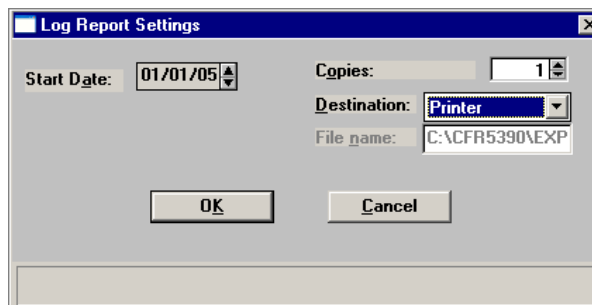 Log Report Settings
Start Date: 01/01/05
Copies: 1
Destination: Printer
File name: C:\CFR5390\EXP
OK
Cancel